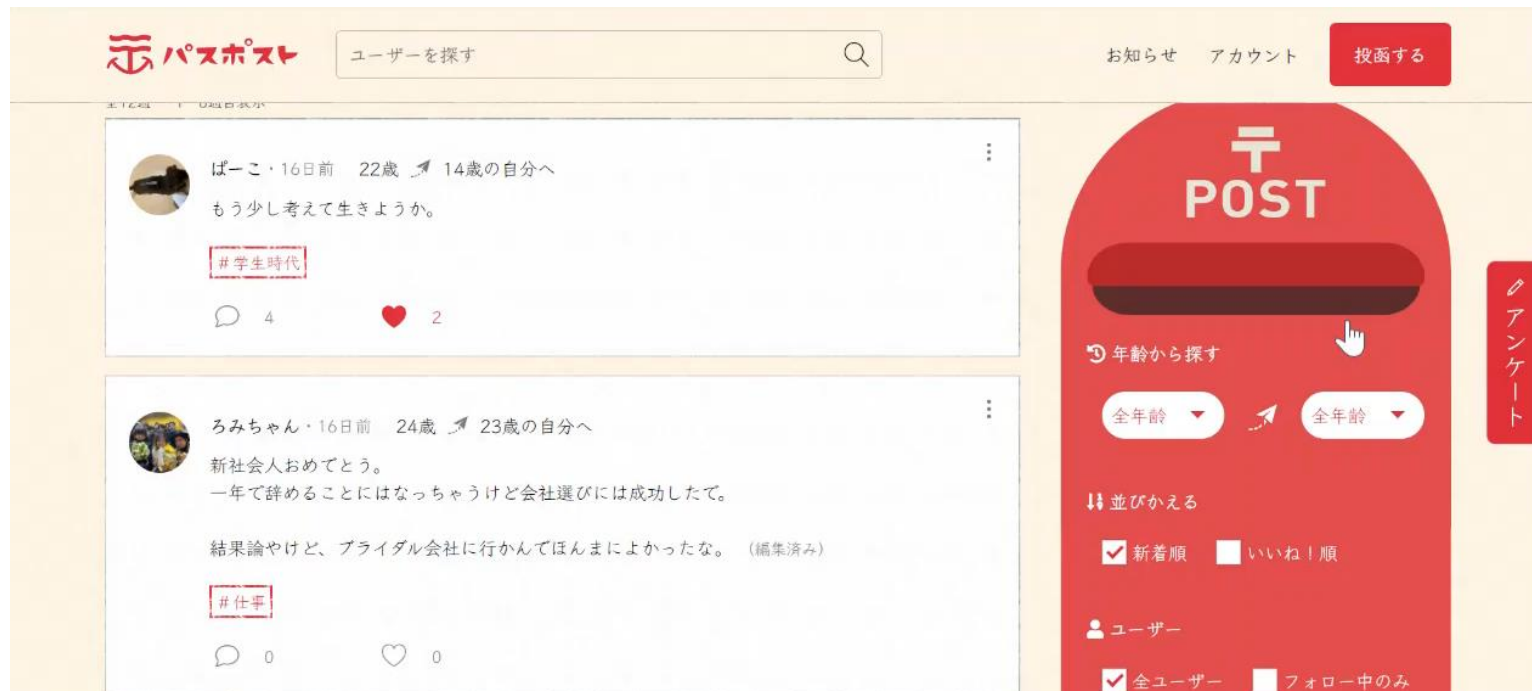 パスポスト
ユーザーを探す
お知らせ
アカウント
投函する
ぱーこ・16日前 22歳 14歳の自分へ
もう少し考えて生きようか。
#学生時代
4 2
ろみちゃん・16日前 24歳 23歳の自分へ
新社会人おめでとう。
一年で辞めることにはなっちゃうけど会社選びには成功したで。
結果論やけど、ブライダル会社に行かんでほんまによかったな。 (編集済み)
#仕事
0 0
〒
POST
年齢から探す
全年齢 全年齢
並びかえる
新着順 いいね!順
ユーザー
全ユーザー フォロー中のみ
アンケート